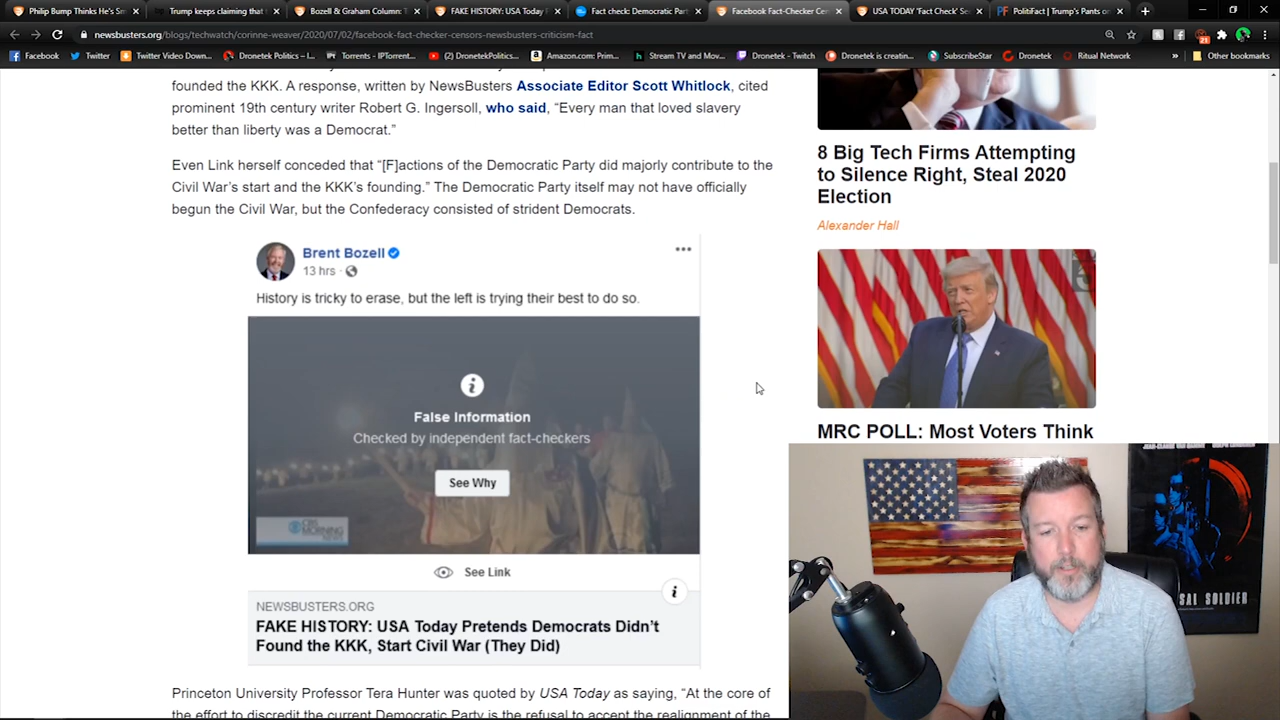 Philip Bump Thinks He's Sm
Trump keeps claiming that
Bozell & Graham Column: T
FAKE HISTORY: USA Today P
Fact check: Democratic Part
Facebook Fact-Checker Cen
USA TODAY 'Fact Check' Se
PolitiFact | Trump's Pants on
newsbusters.org/blogs/techwatch/corinne-weaver/2020/07/02/facebook-fact-checker-censors-newsbusters-criticism-fact
Facebook
Twitter
Twitter Video Down...
Dronetek Politics – I...
Torrents - IPTorrent...
(2) DronetekPolitics...
Amazon.com: Prim...
Stream TV and Mov...
Dronetek - Twitch
Dronetek is creatin...
SubscribeStar
Dronetek
Ritual Network
»
Other bookmarks
founded the KKK. A response, written by NewsBusters Associate Editor Scott Whitlock, cited
prominent 19th century writer Robert G. Ingersoll, who said, “Every man that loved slavery
better than liberty was a Democrat.”
Even Link herself conceded that “[F]actions of the Democratic Party did majorly contribute to the
Civil War’s start and the KKK’s founding.” The Democratic Party itself may not have officially
begun the Civil War, but the Confederacy consisted of strident Democrats.
Brent Bozell
13 hrs ·
History is tricky to erase, but the left is trying their best to do so.
False Information
Checked by independent fact-checkers
See Why
CBS
MORNING
NEWS
See Link
NEWSBUSTERS.ORG
FAKE HISTORY: USA Today Pretends Democrats Didn’t
Found the KKK, Start Civil War (They Did)
Princeton University Professor Tera Hunter was quoted by USA Today as saying, “At the core of
the effort to discredit the current Democratic Party is the refusal to accept the realignment of the
8 Big Tech Firms Attempting
to Silence Right, Steal 2020
Election
Alexander Hall
MRC POLL: Most Voters Think
JEAN-CLAUDE VAN DAMME
DOLPH LUNDGREN
SAL SOLDIER